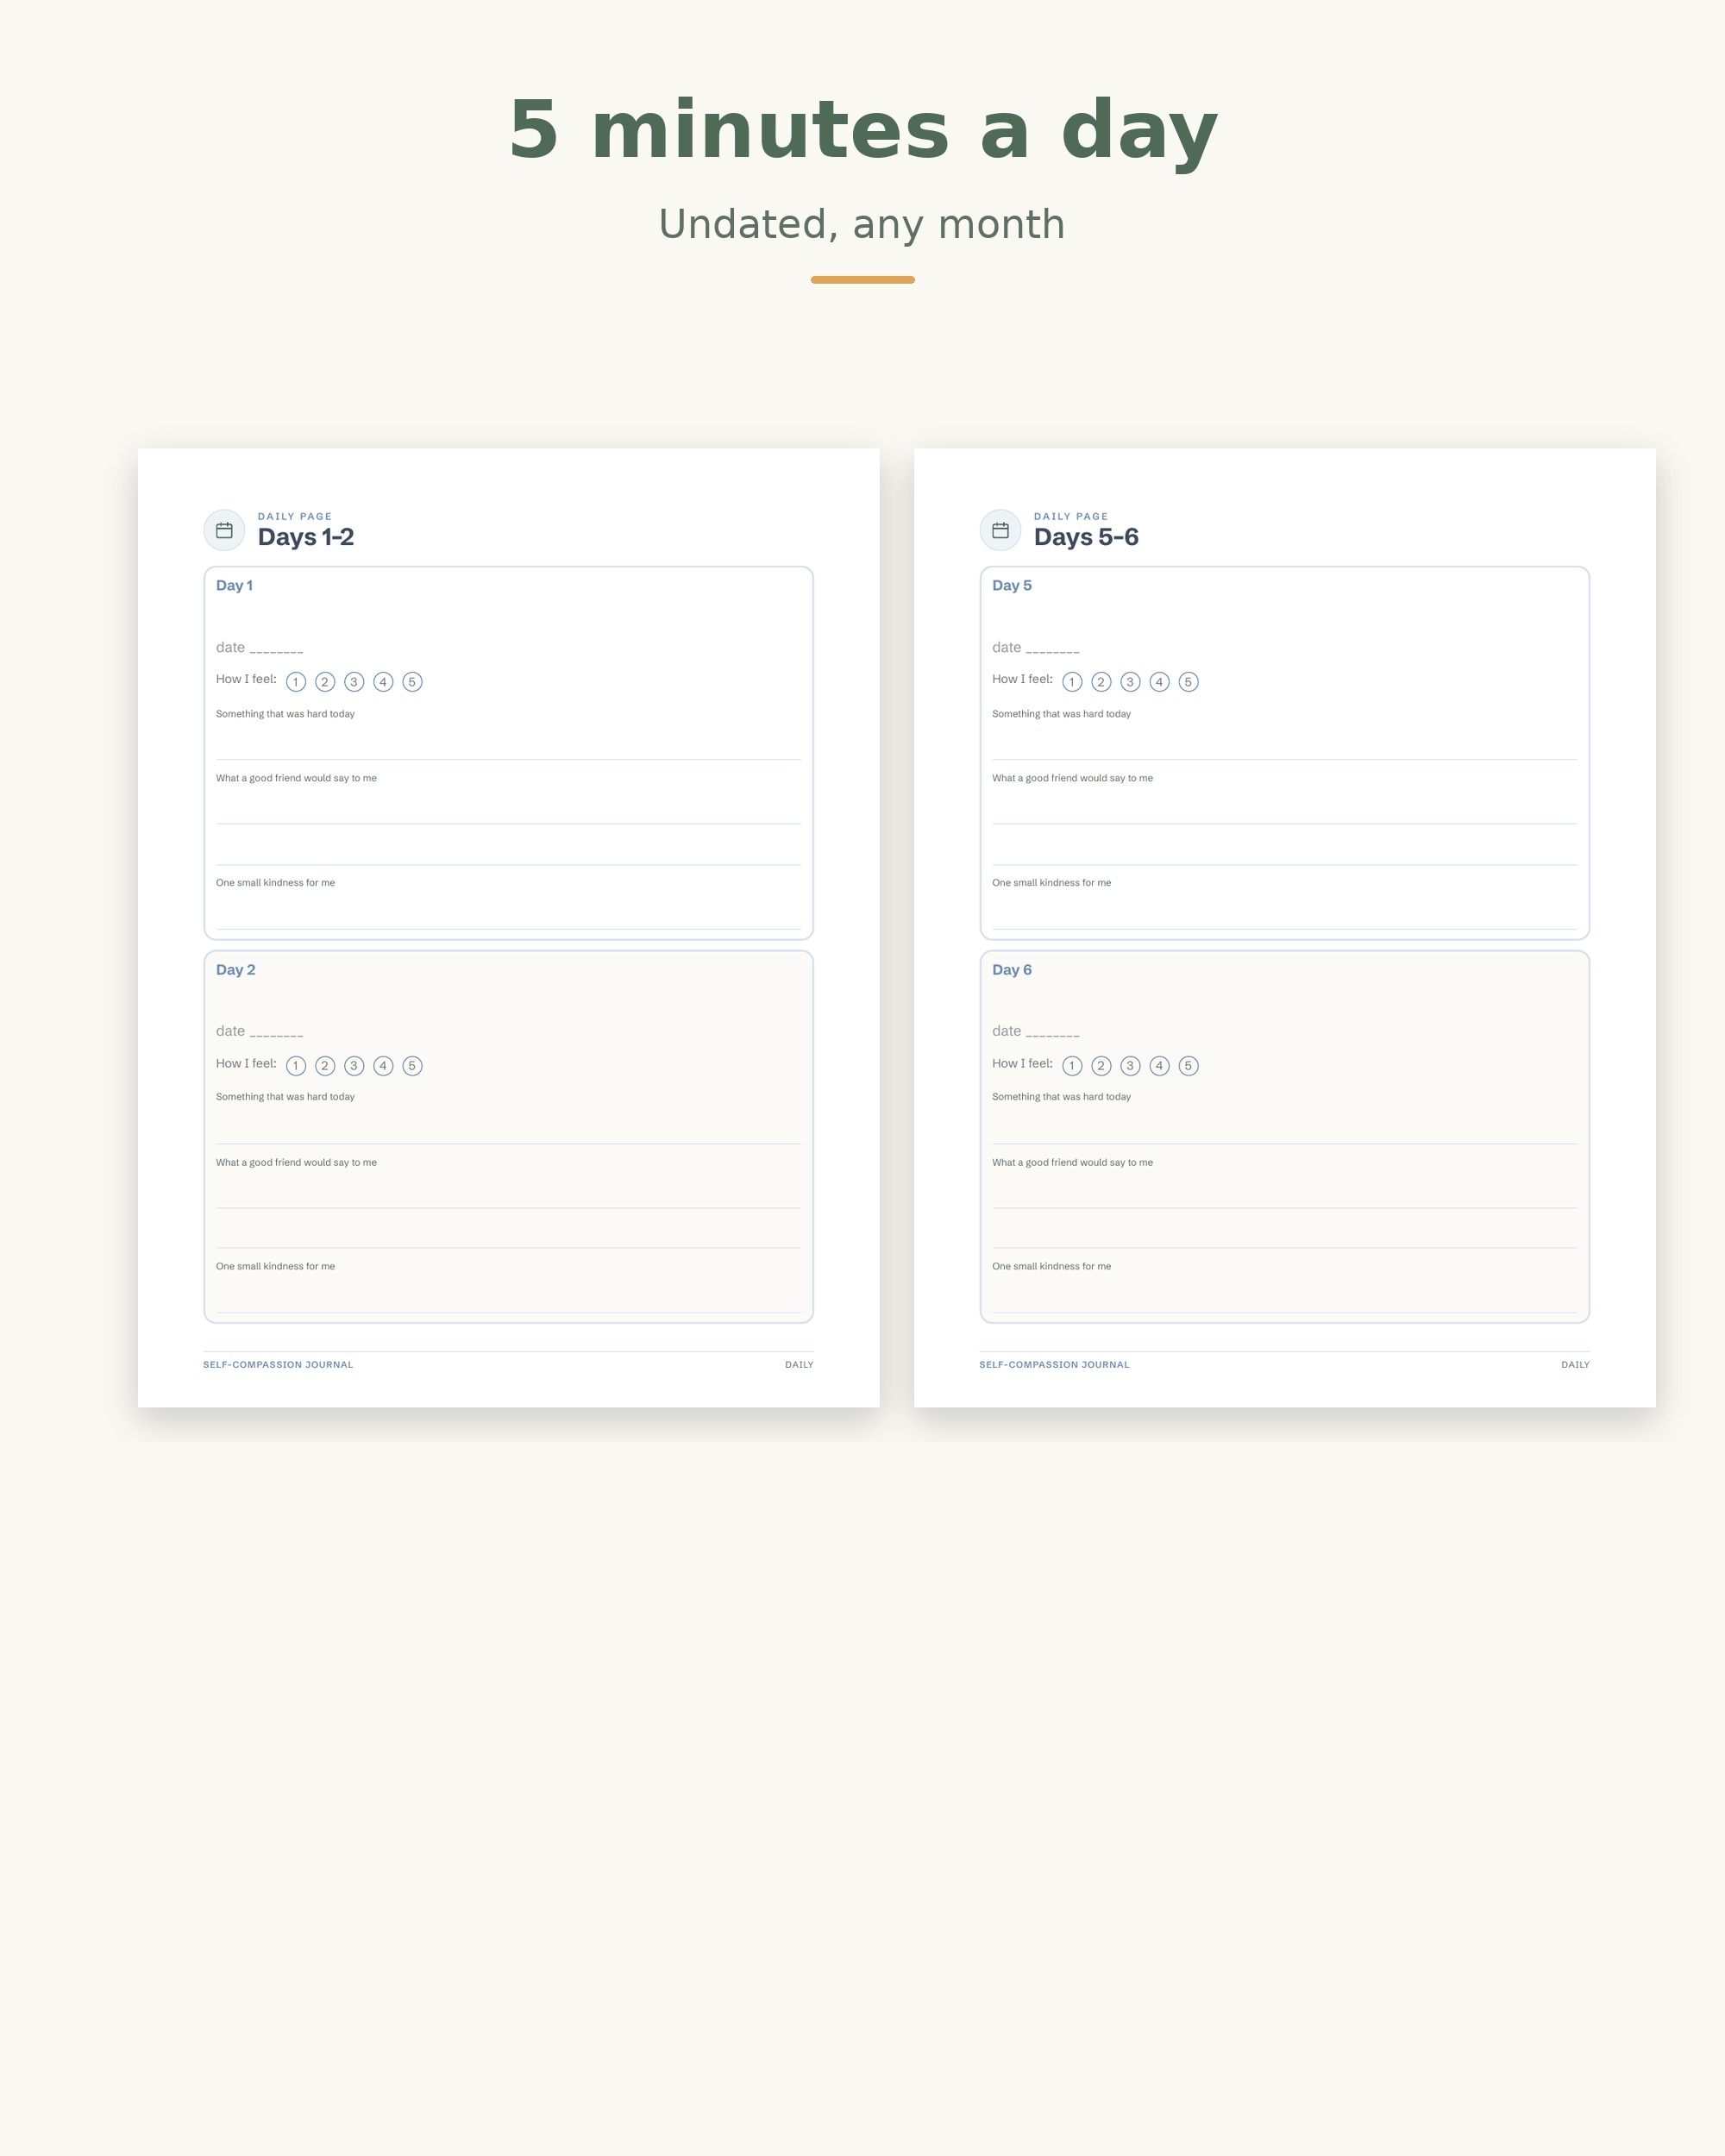 5 minutes a day
Undated, any month
DAILY PAGE
Days 1-2
Day 1
date ________
How I feel: 1 2 3 4 5
Something that was hard today
What a good friend would say to me
One small kindness for me
Day 2
date ________
How I feel: 1 2 3 4 5
Something that was hard today
What a good friend would say to me
One small kindness for me
SELF-COMPASSION JOURNAL DAILY
DAILY PAGE
Days 5-6
Day 5
date ________
How I feel: 1 2 3 4 5
Something that was hard today
What a good friend would say to me
One small kindness for me
Day 6
date ________
How I feel: 1 2 3 4 5
Something that was hard today
What a good friend would say to me
One small kindness for me
SELF-COMPASSION JOURNAL DAILY